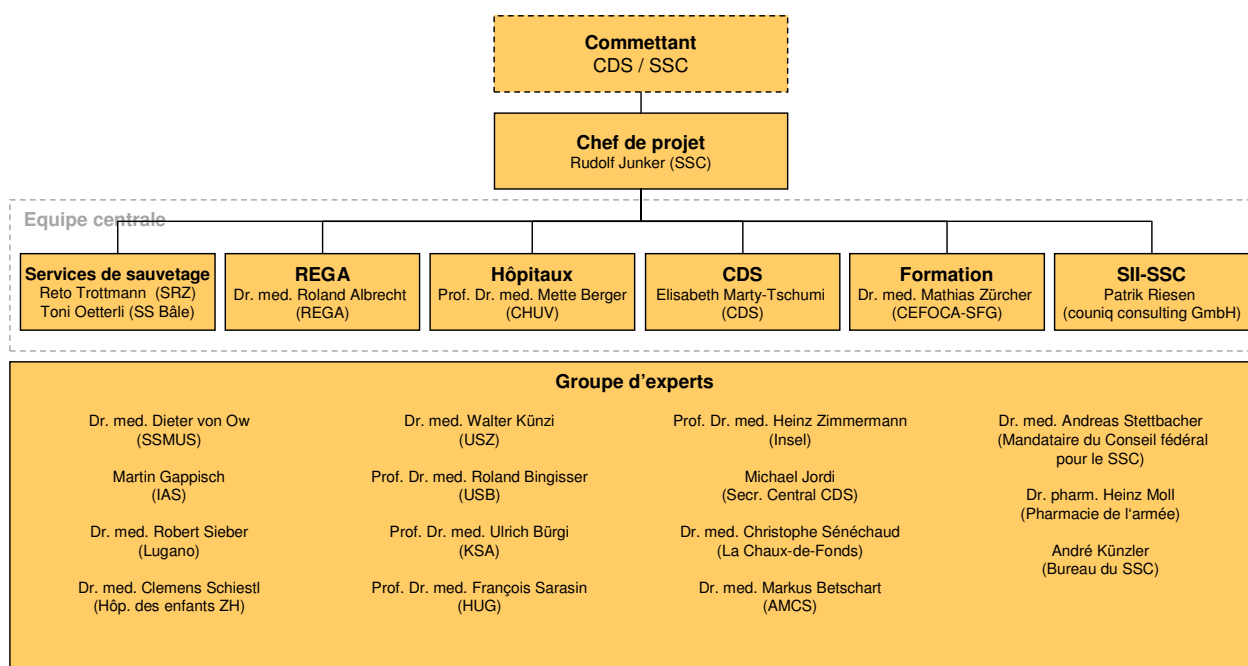 Commettant
CDS / SSC
Chef de projet
Rudolf Junker (SSC)
Equipe centrale
Services de sauvetage
Reto Trottmann (SRZ)
Toni Oetterli (SS Bâle)
REGA
Dr. med. Roland Albrecht
(REGA)
Hôpitaux
Prof. Dr. med. Mette Berger
(CHUV)
CDS
Elisabeth Marty-Tschumi
(CDS)
Formation
Dr. med. Mathias Zürcher
(CEFOCA-SFG)
SII-SSC
Patrik Riesen
(couniq consulting GmbH)
Groupe d’experts
Dr. med. Dieter von Ow
(SSMUS)
Martin Gappisch
(IAS)
Dr. med. Robert Sieber
(Lugano)
Dr. med. Clemens Schiestl
(Hôp. des enfants ZH)
Dr. med. Walter Künzi
(USZ)
Prof. Dr. med. Roland Bingisser
(USB)
Prof. Dr. med. Ulrich Bürgi
(KSA)
Prof. Dr. med. François Sarasin
(HUG)
Prof. Dr. med. Heinz Zimmermann
(Insel)
Michael Jordi
(Secr. Central CDS)
Dr. med. Christophe Sénéchaud
(La Chaux-de-Fonds)
Dr. med. Markus Betschart
(AMCS)
Dr. med. Andreas Stettbacher
(Mandataire du Conseil fédéral
pour le SSC)
Dr. pharm. Heinz Moll
(Pharmacie de l‘armée)
André Künzler
(Bureau du SSC)